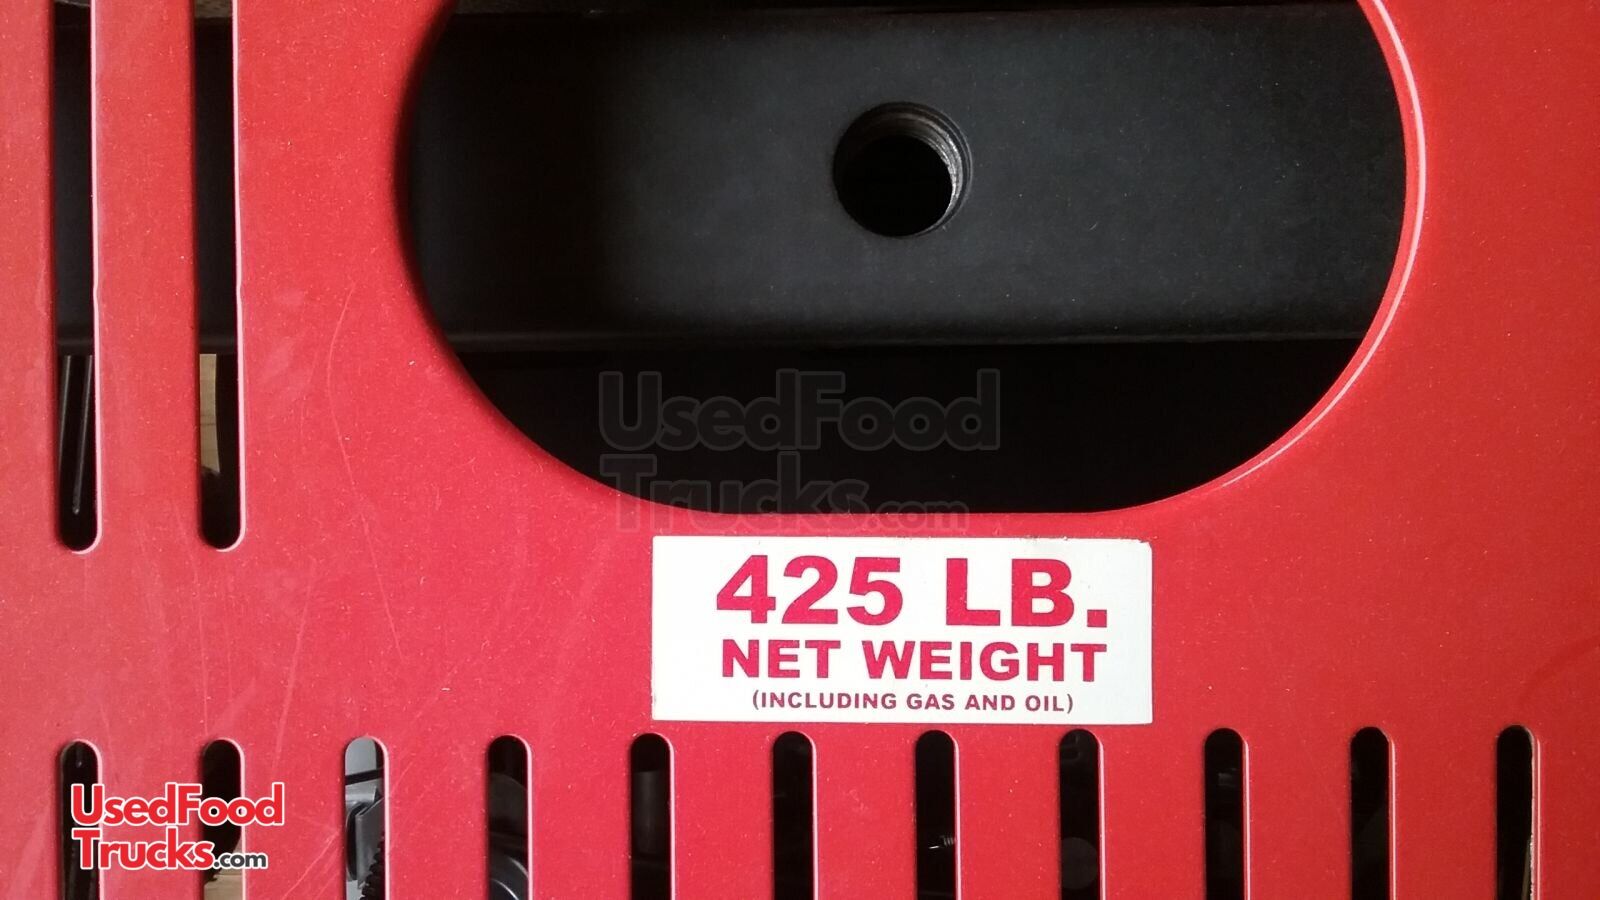 UsedFood
Trucks.com
425 LB.
NET WEIGHT
(INCLUDING GAS AND OIL)
UsedFood
Trucks.com